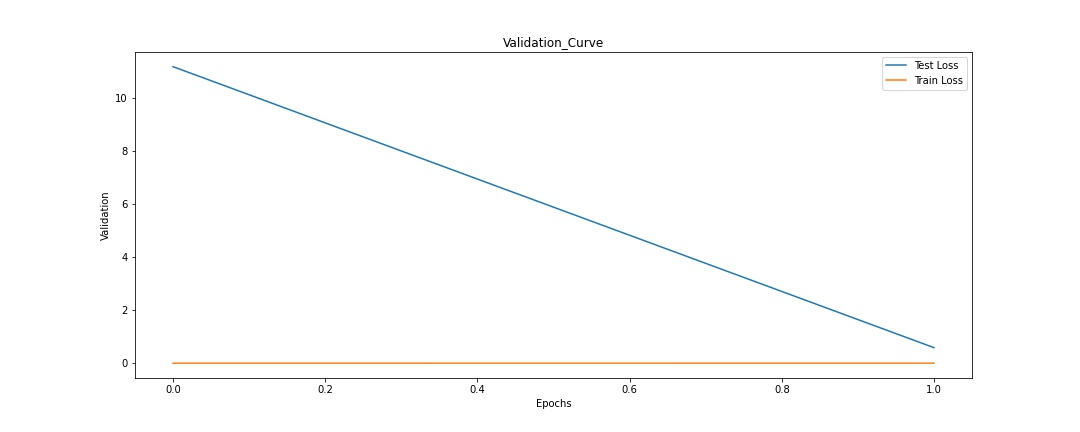 Validation_Curve
Test Loss
Train Loss
10
8
6
4
2
0
Validation
0.0 0.2 0.4 0.6 0.8 1.0
Epochs